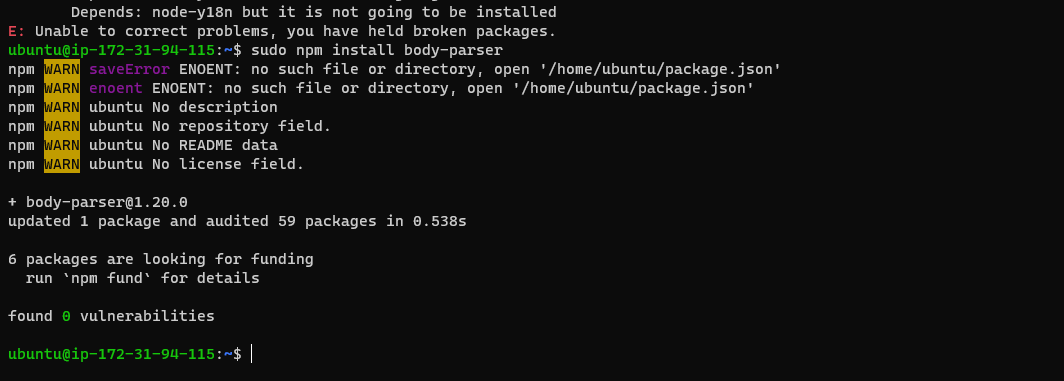 Depends: node-y18n but it is not going to be installed
E: Unable to correct problems, you have held broken packages.
ubuntu@ip-172-31-94-115:~$ sudo npm install body-parser
npm WARN saveError ENOENT: no such file or directory, open '/home/ubuntu/package.json'
npm WARN enoent ENOENT: no such file or directory, open '/home/ubuntu/package.json'
npm WARN ubuntu No description
npm WARN ubuntu No repository field.
npm WARN ubuntu No README data
npm WARN ubuntu No license field.
+ body-parser@1.20.0
updated 1 package and audited 59 packages in 0.538s
6 packages are looking for funding
run `npm fund` for details
found 0 vulnerabilities
ubuntu@ip-172-31-94-115:~$